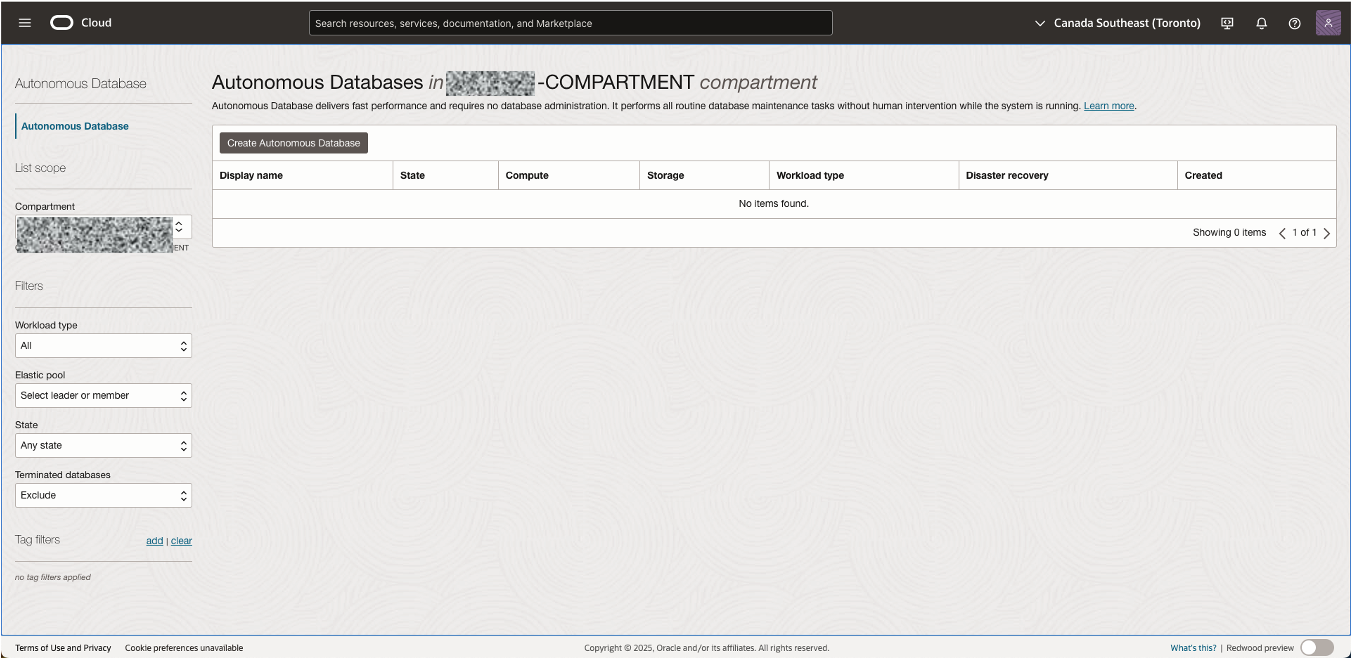 Cloud
Search resources, services, documentation, and Marketplace
Canada Southeast (Toronto)
Autonomous Database
Autonomous Database
List scope
Compartment
ENT
Filters
Workload type
All
Elastic pool
Select leader or member
State
Any state
Terminated databases
Exclude
Tag filters
add | clear
no tag filters applied
Autonomous Databases in -COMPARTMENT compartment
Autonomous Database delivers fast performance and requires no database administration. It performs all routine database maintenance tasks without human intervention while the system is running. Learn more.
Create Autonomous Database
Display name State Compute Storage Workload type Disaster recovery Created
No items found.
Showing 0 items 1 of 1
Terms of Use and Privacy Cookie preferences unavailable
Copyright © 2025, Oracle and/or its affiliates. All rights reserved.
What's this? | Redwood preview